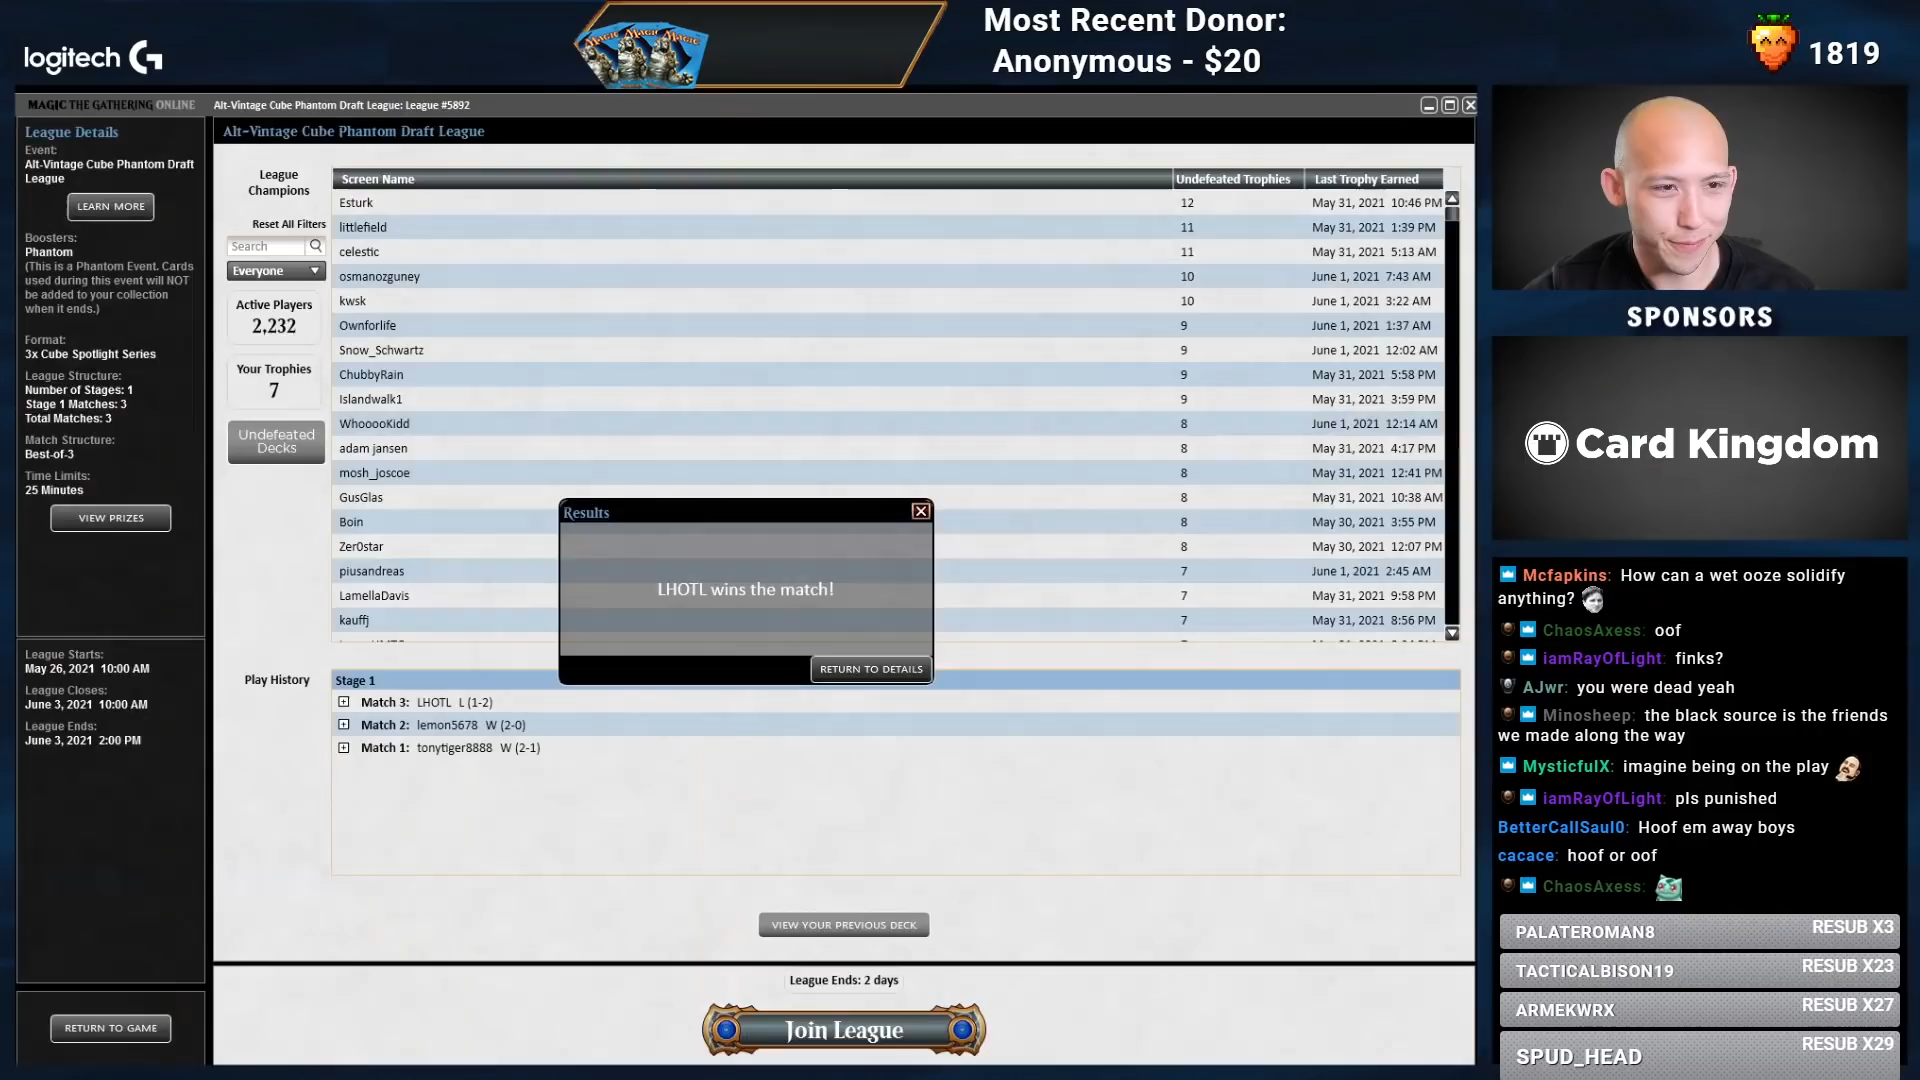 logitech G
MAGIC MAGIC MAGIC
Most Recent Donor:
Anonymous - $20
1819
MAGIC THE GATHERING ONLINE
Alt-Vintage Cube Phantom Draft League: League #5892
League Details
Event:
Alt-Vintage Cube Phantom Draft
League
LEARN MORE
Boosters:
Phantom
(This is a Phantom Event. Cards
used during this event will NOT
be added to your collection
when it ends.)
Format:
3x Cube Spotlight Series
League Structure:
Number of Stages: 1
Stage 1 Matches: 3
Total Matches: 3
Match Structure:
Best-of-3
Time Limits:
25 Minutes
VIEW PRIZES
League Starts:
May 26, 2021 10:00 AM
League Closes:
June 3, 2021 10:00 AM
League Ends:
June 3, 2021 2:00 PM
RETURN TO GAME
Alt-Vintage Cube Phantom Draft League
League
Champions
Reset All Filters
Search
Everyone
Active Players
2,232
Your Trophies
7
Undefeated
Decks
Screen Name Undefeated Trophies Last Trophy Earned
Esturk 12 May 31, 2021 10:46 PM
littlefield 11 May 31, 2021 1:39 PM
celestic 11 May 31, 2021 5:13 AM
osmanozguney 10 June 1, 2021 7:43 AM
kwsk 10 June 1, 2021 3:22 AM
Ownforlife 9 June 1, 2021 1:37 AM
Snow_Schwartz 9 June 1, 2021 12:02 AM
ChubbyRain 9 May 31, 2021 5:58 PM
Islandwalk1 9 May 31, 2021 3:59 PM
WhooooKidd 8 June 1, 2021 12:14 AM
adam jansen 8 May 31, 2021 4:17 PM
mosh_joscoe 8 May 31, 2021 12:41 PM
GusGlas 8 May 31, 2021 10:38 AM
Boin 8 May 30, 2021 3:55 PM
Zer0star 8 May 30, 2021 12:07 PM
piusandreas 7 June 1, 2021 2:45 AM
LamellaDavis 7 May 31, 2021 9:58 PM
kauffj 7 May 31, 2021 8:56 PM
Results
LHOTL wins the match!
RETURN TO DETAILS
Play History
Stage 1
Match 3: LHOTL L (1-2)
Match 2: lemon5678 W (2-0)
Match 1: tonytiger8888 W (2-1)
VIEW YOUR PREVIOUS DECK
League Ends: 2 days
Join League
SPONSORS
Card Kingdom
Mcfapkins: How can a wet ooze solidify
anything?
ChaosAxess: oof
iamRayOfLight: finks?
AJwr: you were dead yeah
Minosheep: the black source is the friends
we made along the way
MysticfulX: imagine being on the play
iamRayOfLight: pls punished
BetterCallSaul0: Hoof em away boys
cacace: hoof or oof
ChaosAxess:
PALATEROMAN8 RESUB X3
TACTICALBISON19 RESUB X23
ARMEKWRX RESUB X27
SPUD_HEAD RESUB X29